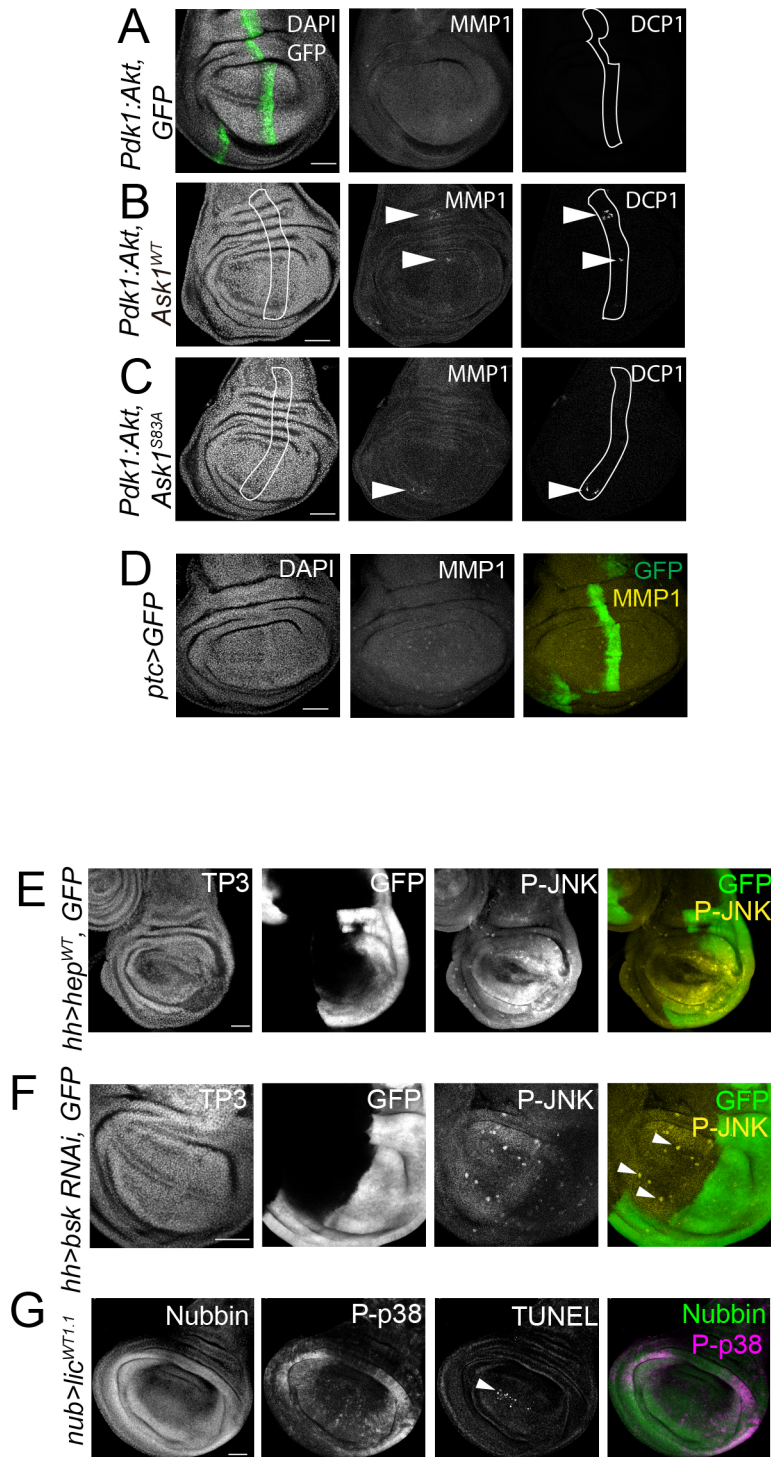 A
Pdk1:Akt,
GFP
DAPI
GFP
MMP1
DCP1
B
Pdk1:Akt,
Ask1WT
MMP1
DCP1
C
Pdk1:Akt,
Ask1S83A
MMP1
DCP1
D
ptc>GFP
DAPI
MMP1
GFP
MMP1
E
hh>hepWT, GFP
TP3
GFP
P-JNK
GFP
P-JNK
F
hh>bsk RNAi, GFP
TP3
GFP
P-JNK
GFP
P-JNK
G
nub>licWT1.1
Nubbin
P-p38
TUNEL
Nubbin
P-p38